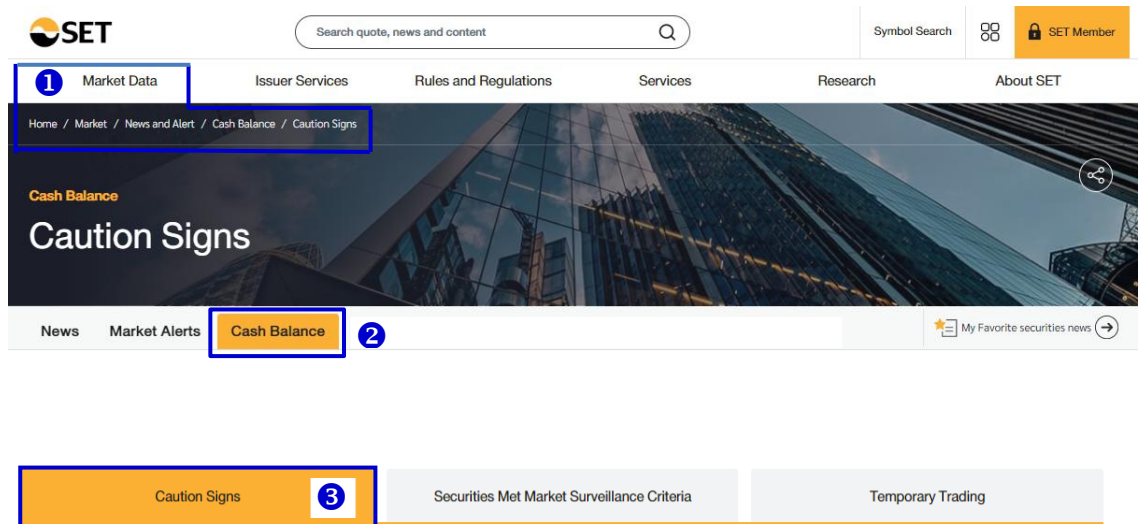 SET
Search quote, news and content
Symbol Search
SET Member
1
Market Data
Issuer Services
Rules and Regulations
Services
Research
About SET
Home / Market / News and Alert / Cash Balance / Caution Signs
Cash Balance
Caution Signs
News
Market Alerts
Cash Balance
2
My Favorite securities news
Caution Signs
3
Securities Met Market Surveillance Criteria
Temporary Trading